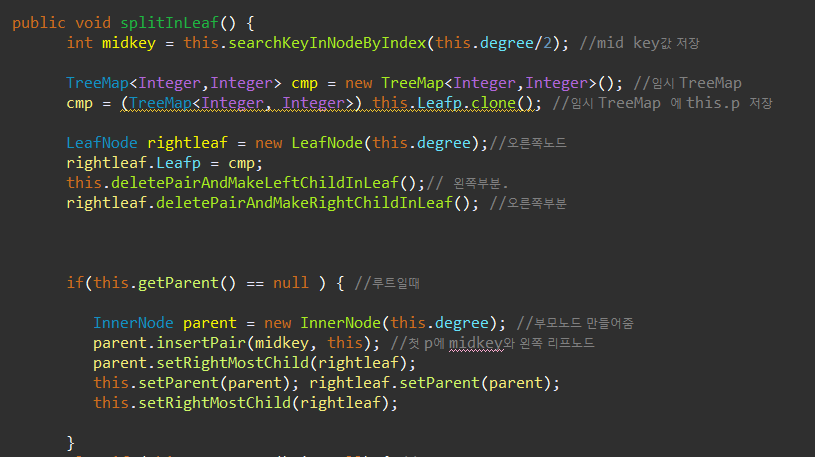 public void splitInLeaf() {
int midkey = this.searchKeyInNodeByIndex(this.degree/2); //mid key값 저장
TreeMap<Integer,Integer> cmp = new TreeMap<Integer,Integer>(); //임시 TreeMap
cmp = (TreeMap<Integer, Integer>) this.Leafp.clone(); //임시 TreeMap 에 this.p 저장
LeafNode rightleaf = new LeafNode(this.degree);//오른쪽노드
rightleaf.Leafp = cmp;
this.deletePairAndMakeLeftChildInLeaf();// 왼쪽부분.
rightleaf.deletePairAndMakeRightChildInLeaf(); //오른쪽부분
if(this.getParent() == null ) { //루트일때
InnerNode parent = new InnerNode(this.degree); //부모노드 만들어줌
parent.insertPair(midkey, this); //첫 p에 midkey와 왼쪽 리프노드
parent.setRightMostChild(rightleaf);
this.setParent(parent); rightleaf.setParent(parent);
this.setRightMostChild(rightleaf);
}